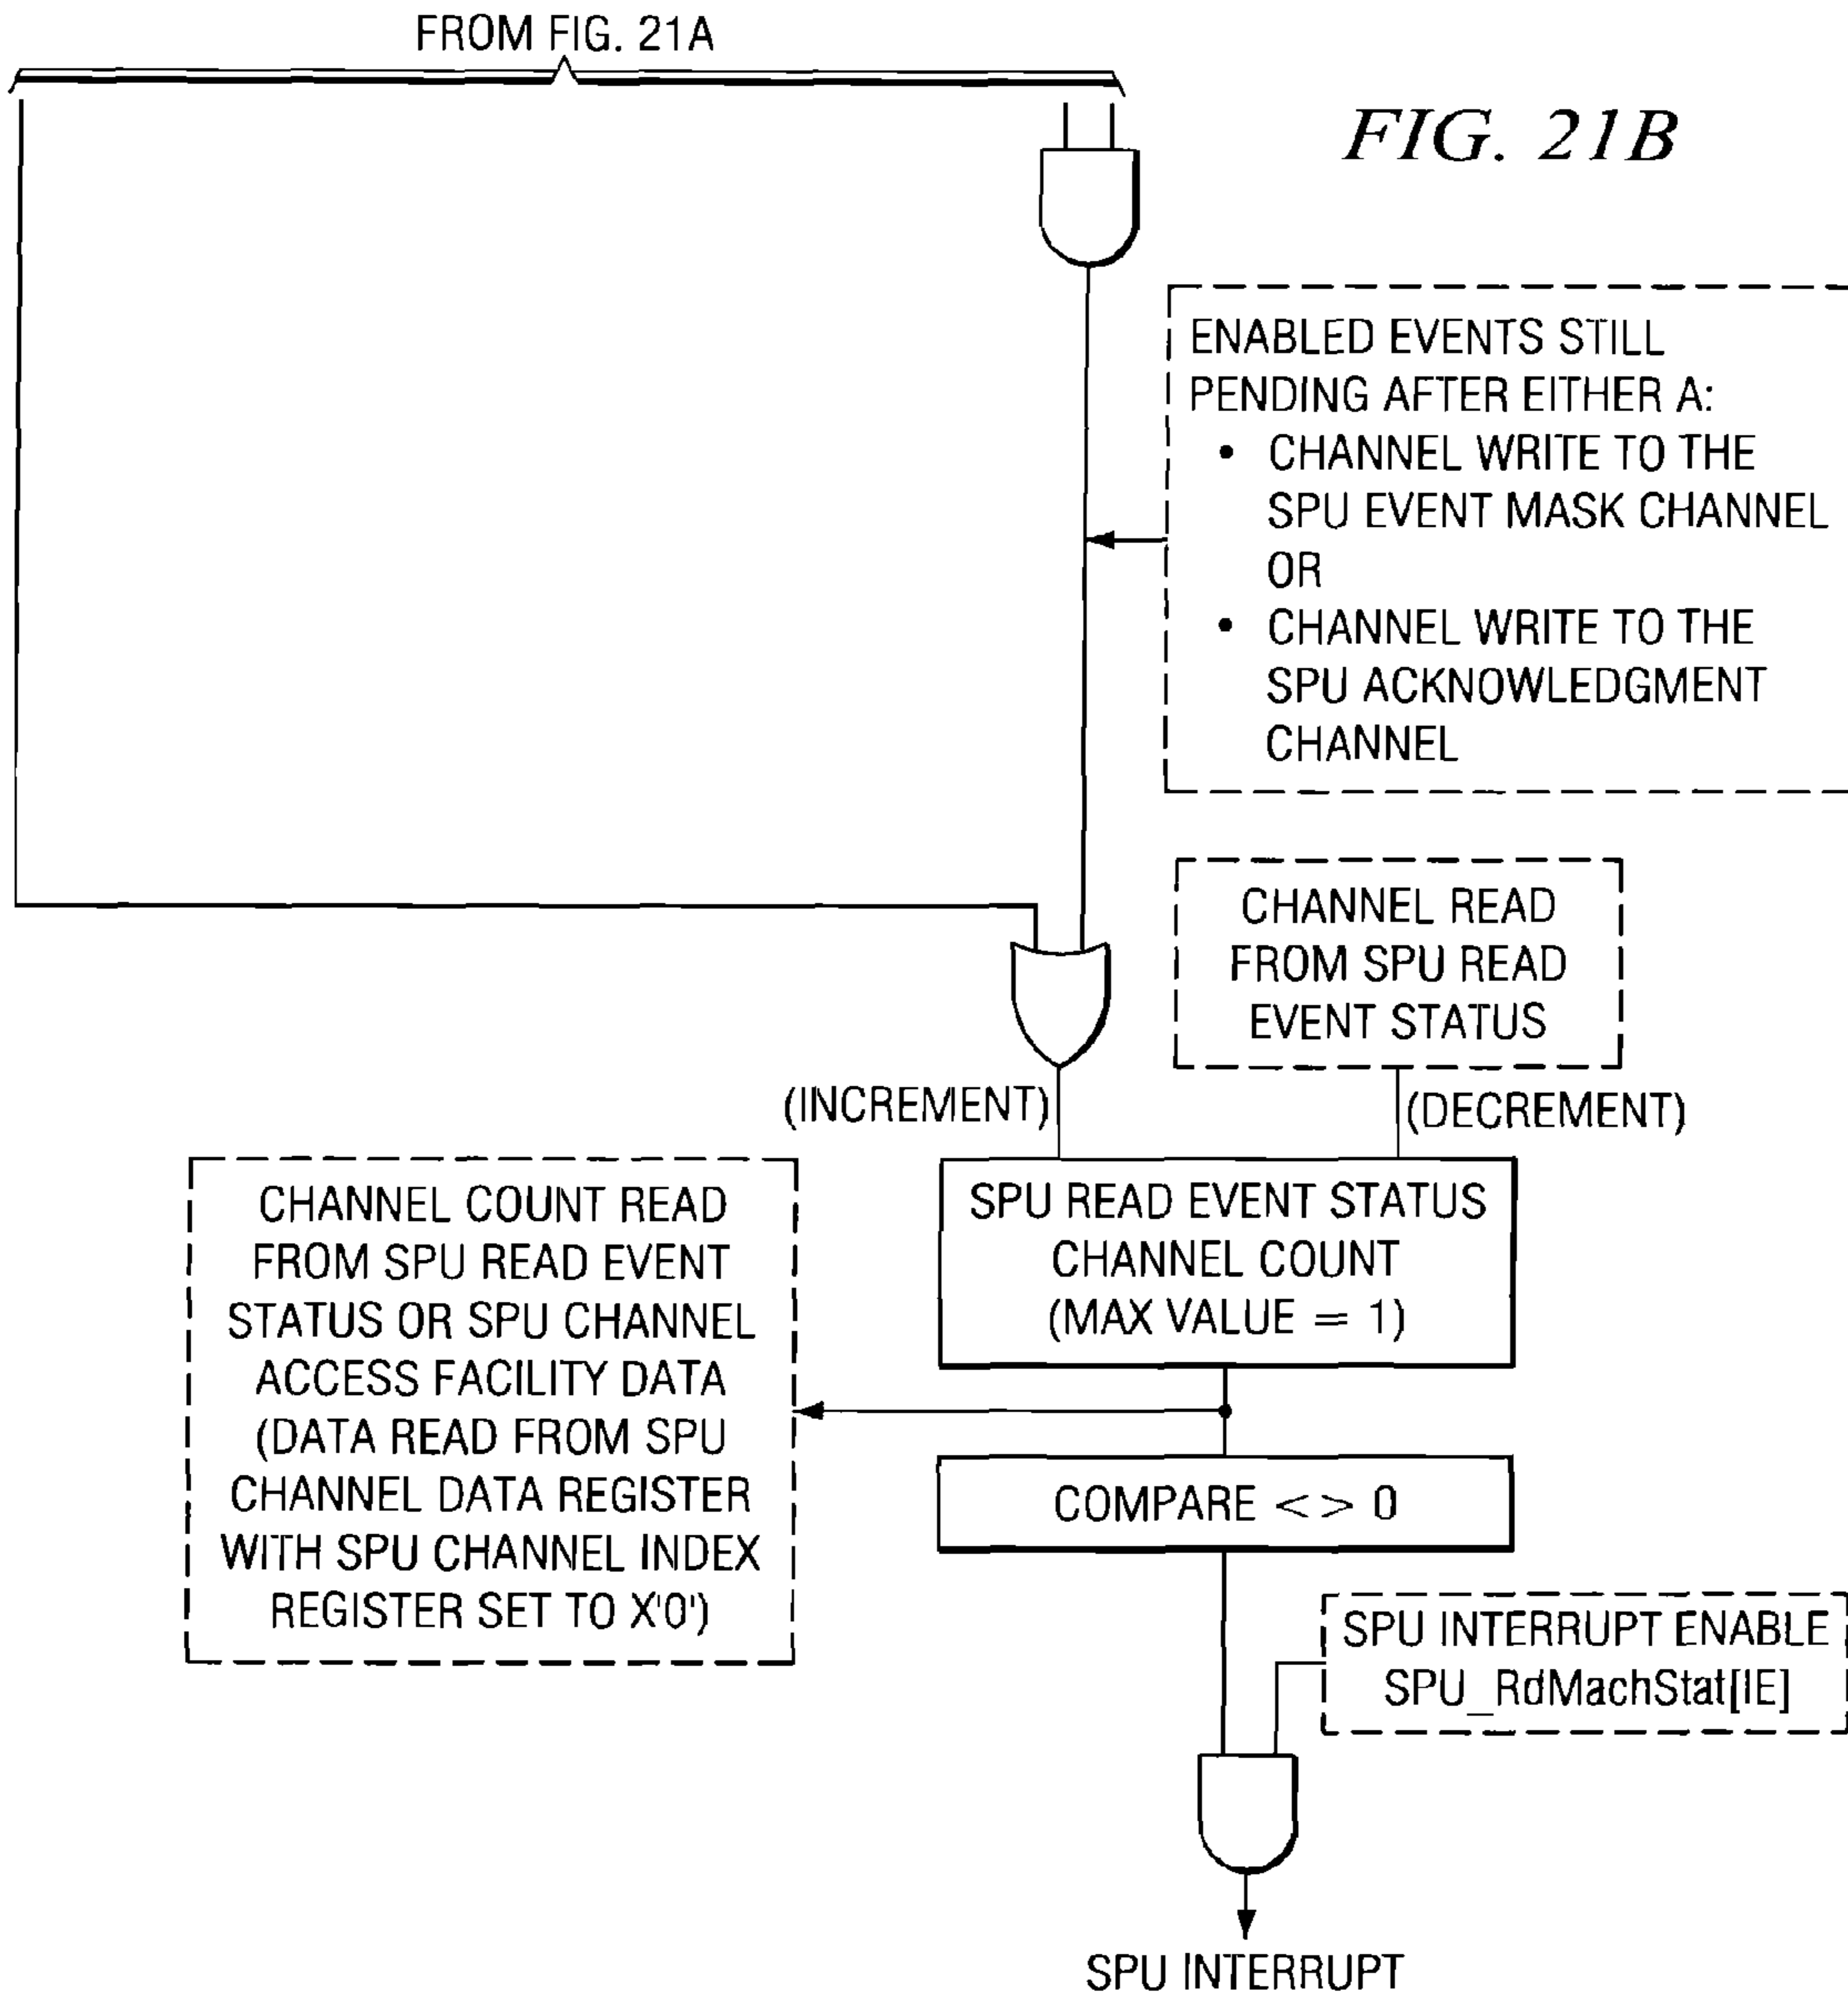 FROM FIG. 21A
FIG. 21B
ENABLED EVENTS STILL
PENDING AFTER EITHER A:
• CHANNEL WRITE TO THE
SPU EVENT MASK CHANNEL
OR
• CHANNEL WRITE TO THE
SPU ACKNOWLEDGMENT
CHANNEL
CHANNEL READ
FROM SPU READ
EVENT STATUS
(INCREMENT)
(DECREMENT)
CHANNEL COUNT READ
FROM SPU READ EVENT
STATUS OR SPU CHANNEL
ACCESS FACILITY DATA
(DATA READ FROM SPU
CHANNEL DATA REGISTER
WITH SPU CHANNEL INDEX
REGISTER SET TO X'0')
SPU READ EVENT STATUS
CHANNEL COUNT
(MAX VALUE = 1)
COMPARE < > 0
SPU INTERRUPT ENABLE
SPU_RdMachStat[IE]
SPU INTERRUPT